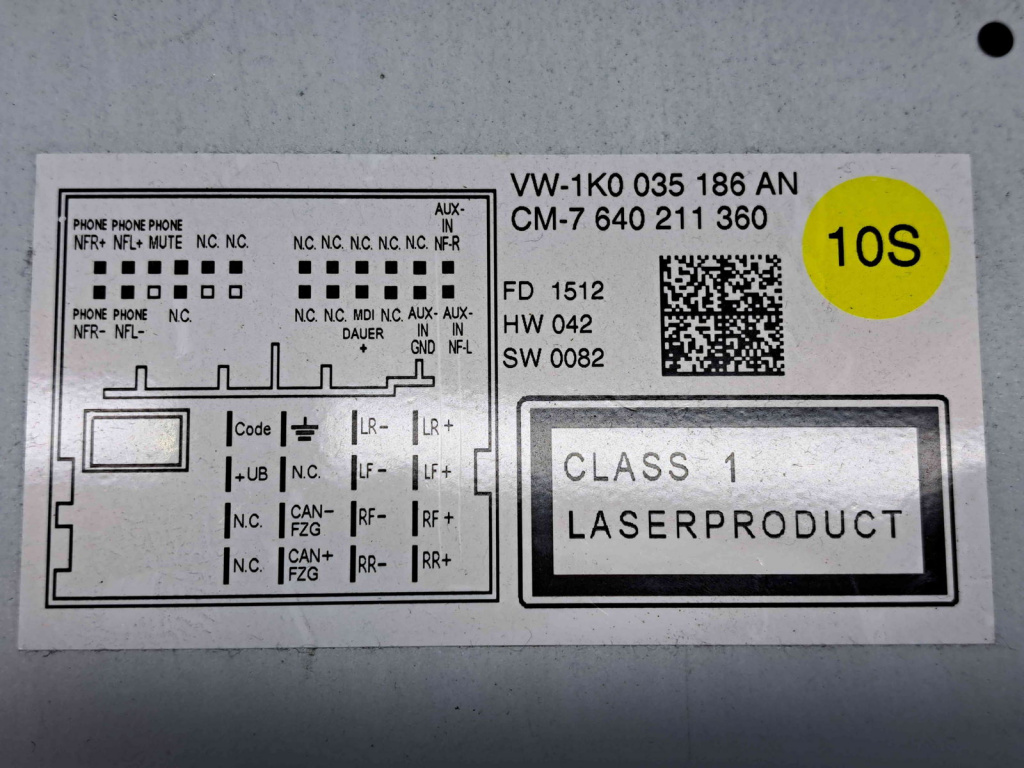 VW-1K0 035 186 AN
CM-7 640 211 360
10S
FD 1512
HW 042
SW 0082
CLASS 1
LASERPRODUCT
PHONE PHONE PHONE AUX-
IN
NFR+ NFL+ MUTE N.C. N.C. N.C. N.C. N.C. N.C. N.C. NF-R
PHONE PHONE N.C. N.C. N.C. MDI N.C. AUX- AUX-
NFR- NFL- DAUER IN IN
+ GND NF-L
Code LR- LR+
+UB N.C. LF- LF+
N.C. CAN- RF- RF+
FZG
N.C. CAN+ RR- RR+
FZG